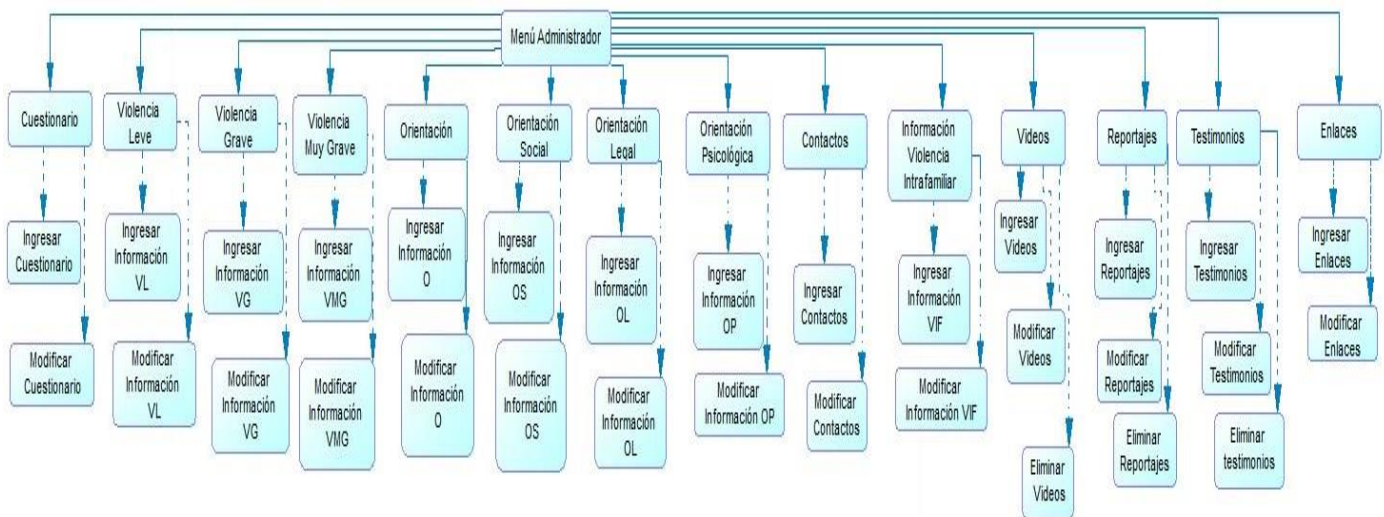 Menú Administrador
Cuestionario
Violencia
Leve
Violencia
Grave
Violencia
Muy Grave
Orientación
Orientación
Social
Orientación
Legal
Orientación
Psicológica
Contactos
Información
Violencia
Intrafamiliar
Videos
Reportajes
Testimonios
Enlaces
Ingresar
Cuestionario
Ingresar
Información
VL
Ingresar
Información
VG
Ingresar
Información
VMG
Ingresar
Información
O
Ingresar
Información
OS
Ingresar
Información
OL
Ingresar
Información
OP
Ingresar
Contactos
Ingresar
Información
VIF
Ingresar
Videos
Ingresar
Reportajes
Ingresar
Testimonios
Ingresar
Enlaces
Modificar
Cuestionario
Modificar
Información
VL
Modificar
Información
VG
Modificar
Información
VMG
Modificar
Información
O
Modificar
Información
OS
Modificar
Información
OL
Modificar
Información OP
Modificar
Contactos
Modificar
Información VIF
Modificar
Videos
Modificar
Reportajes
Modificar
Testimonios
Modificar
Enlaces
Eliminar
Videos
Eliminar
Reportajes
Eliminar
testimonios